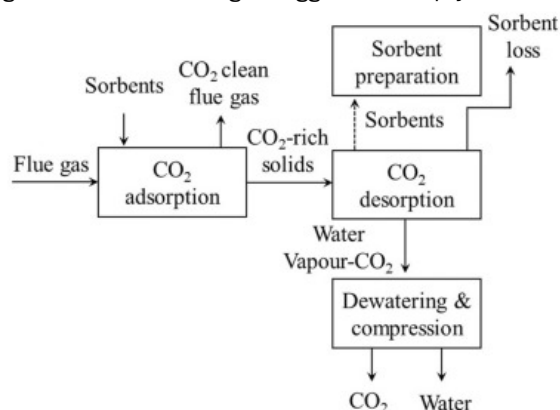 Sorbent
loss
Sorbent
preparation
CO₂ clean
flue gas
Sorbents
Sorbents
CO₂-rich
solids
Flue gas
CO₂
adsorption
CO₂
desorption
Water
Vapour-CO₂
Dewatering &
compression
CO₂
Water